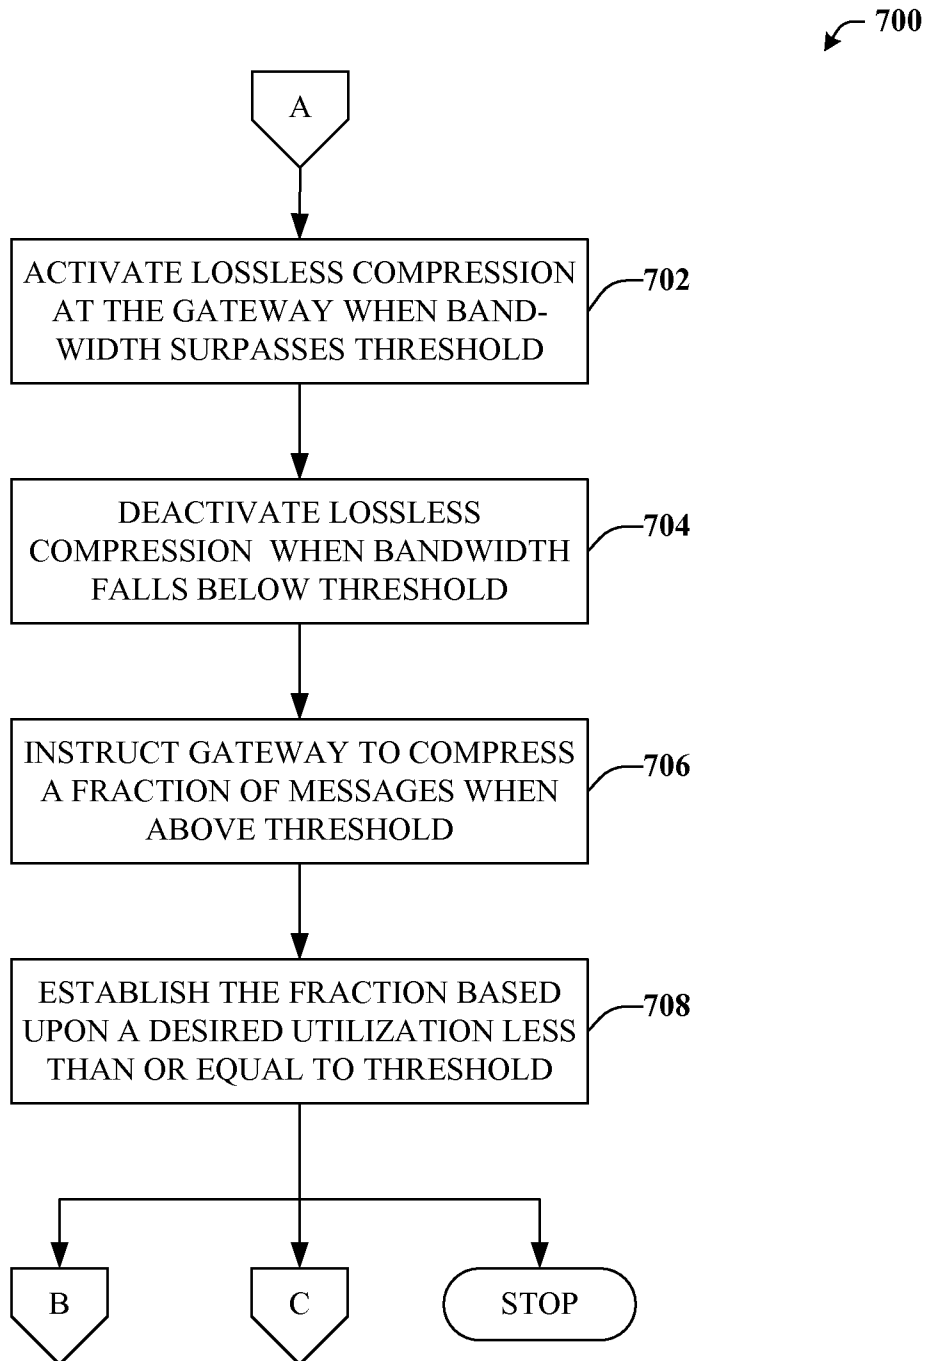 700
A
ACTIVATE LOSSLESS COMPRESSION
AT THE GATEWAY WHEN BAND-
WIDTH SURPASSES THRESHOLD
702
DEACTIVATE LOSSLESS
COMPRESSION  WHEN BANDWIDTH
FALLS BELOW THRESHOLD
704
INSTRUCT GATEWAY TO COMPRESS
A FRACTION OF MESSAGES WHEN
ABOVE THRESHOLD
706
ESTABLISH THE FRACTION BASED
UPON A DESIRED UTILIZATION LESS
THAN OR EQUAL TO THRESHOLD
708
B
C
STOP